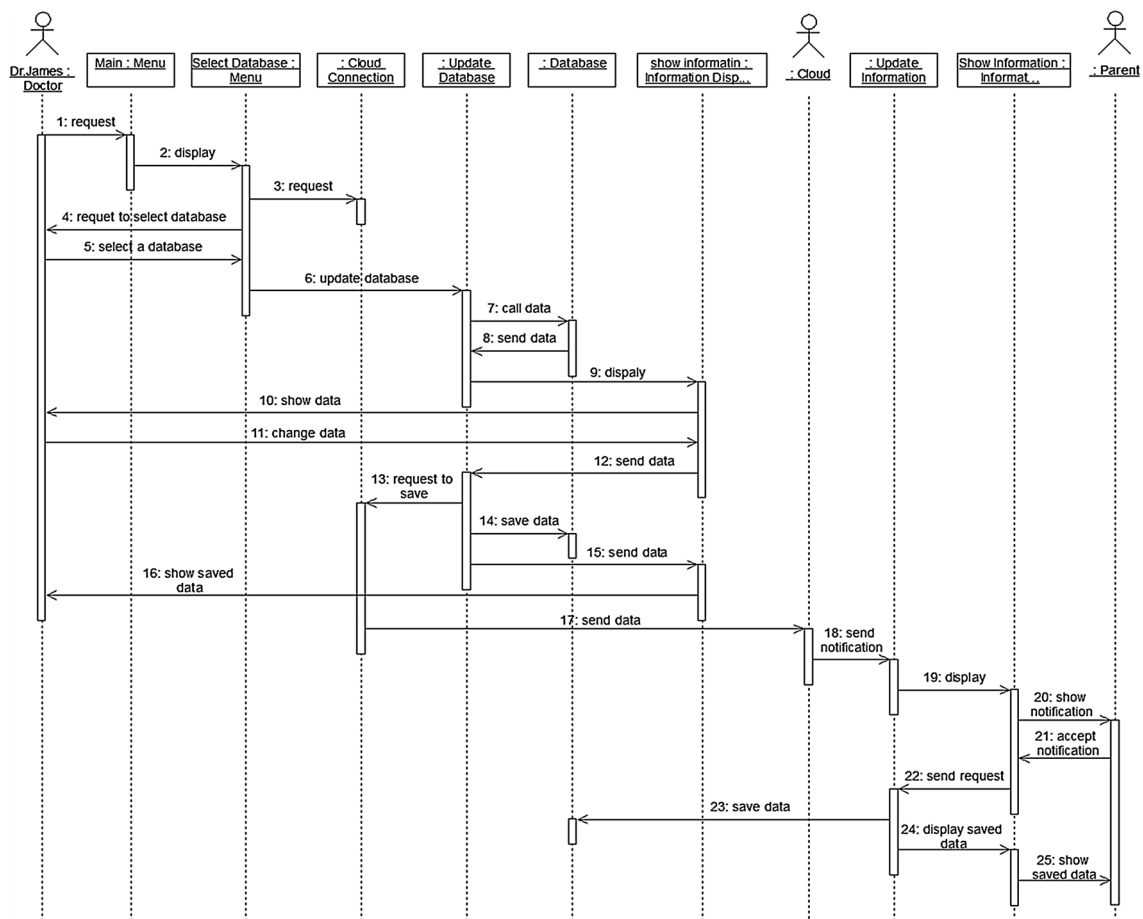 Dr.James :
Doctor
Main : Menu
Select Database :
Menu
: Cloud
Connection
: Update
Database
: Database
show informatin :
Information Disp...
: Cloud
: Update
Information
Show Information :
Informat...
: Parent
1: request
2: display
3: request
4: requet to select database
5: select a database
6: update database
7: call data
8: send data
9: dispaly
10: show data
11: change data
12: send data
13: request to
save
14: save data
15: send data
16: show saved
data
17: send data
18: send
notification
19: display
20: show
notification
21: accept
notification
22: send request
23: save data
24: display saved
data
25: show
saved data